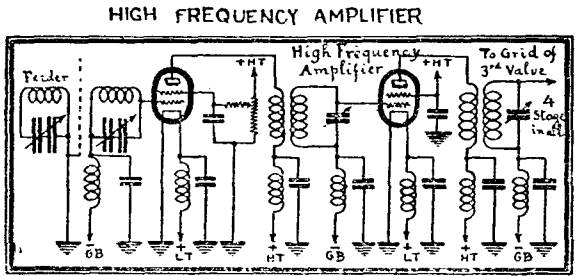 HIGH FREQUENCY AMPLIFIER
Feeder
+HT
High Frequency
Amplifier
+HT
To Grid of
3rd Valve
4
Stages
in all
-
GB
+
LT
+
HT
-
GB
+
LT
+
HT
-
GB